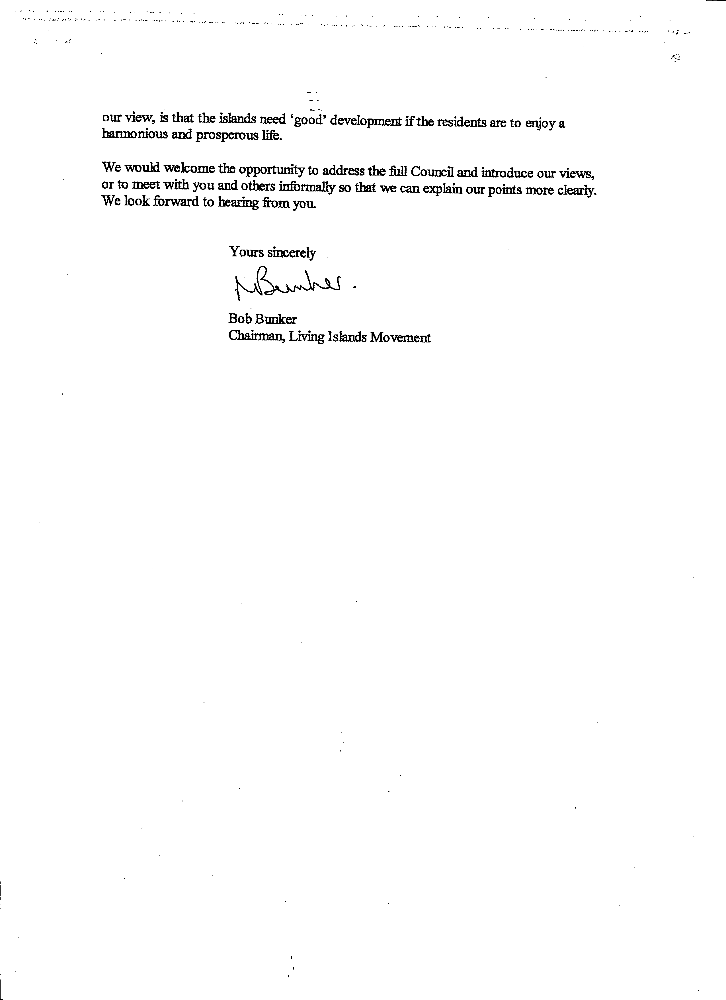 our view, is that the islands need ‘good’ development if the residents are to enjoy a
harmonious and prosperous life.
We would welcome the opportunity to address the full Council and introduce our views,
or to meet with you and others informally so that we can explain our points more clearly.
We look forward to hearing from you.
Yours sincerely
Bunker.
Bob Bunker
Chairman, Living Islands Movement